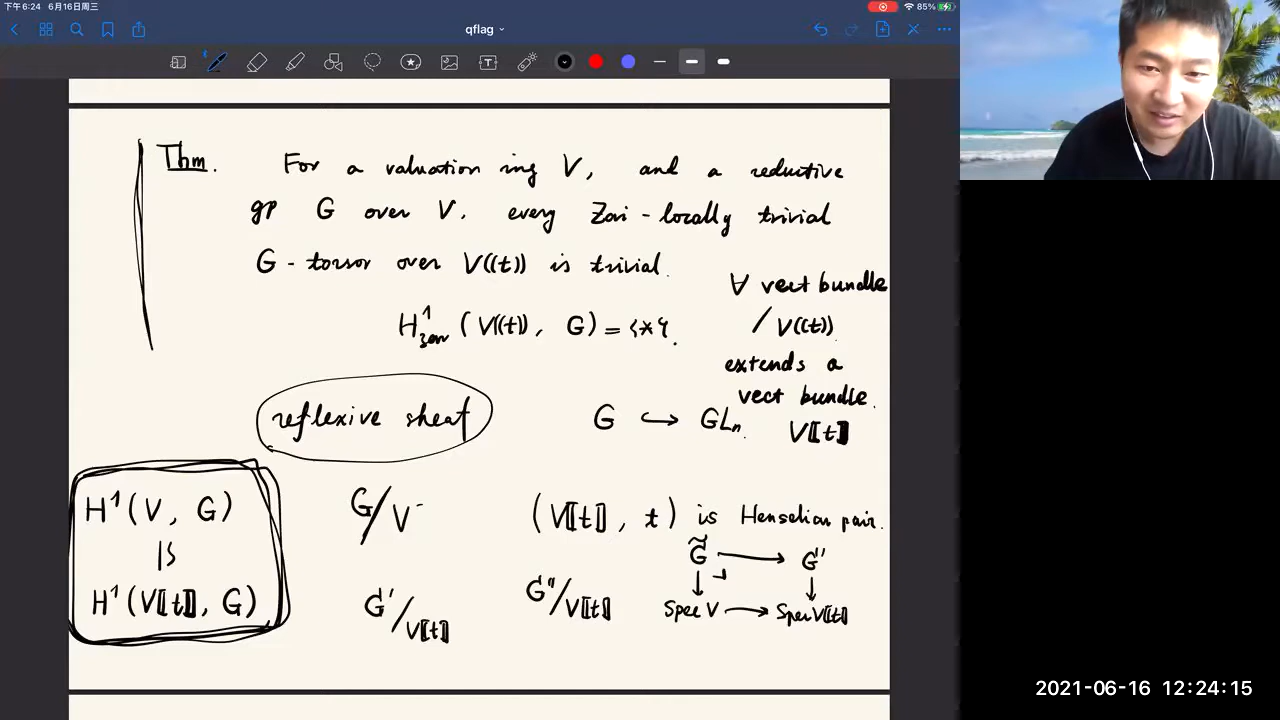 下午6:24 6月16日周三
85%
qflag
Thm. For a valuation ring V, and a reductive
gp G over V, every Zar-locally trivial
G-torsor over V((t)) is trivial.
H¹zar (V((t)), G) = {*}.
∀ vect bundle
/ V((t)).
extends a
vect bundle.
V⟦t⟧
reflexive sheaf
G ↪ GLn.
H¹(V, G)
≅
H¹(V⟦t⟧, G)
G/V
G'/V⟦t⟧
(V⟦t⟧, t) is Henselian pair.
G''/V⟦t⟧
G̃ → G''
↓ ⌟ ↓
Spec V → Spec V⟦t⟧
2021-06-16 12:24:15